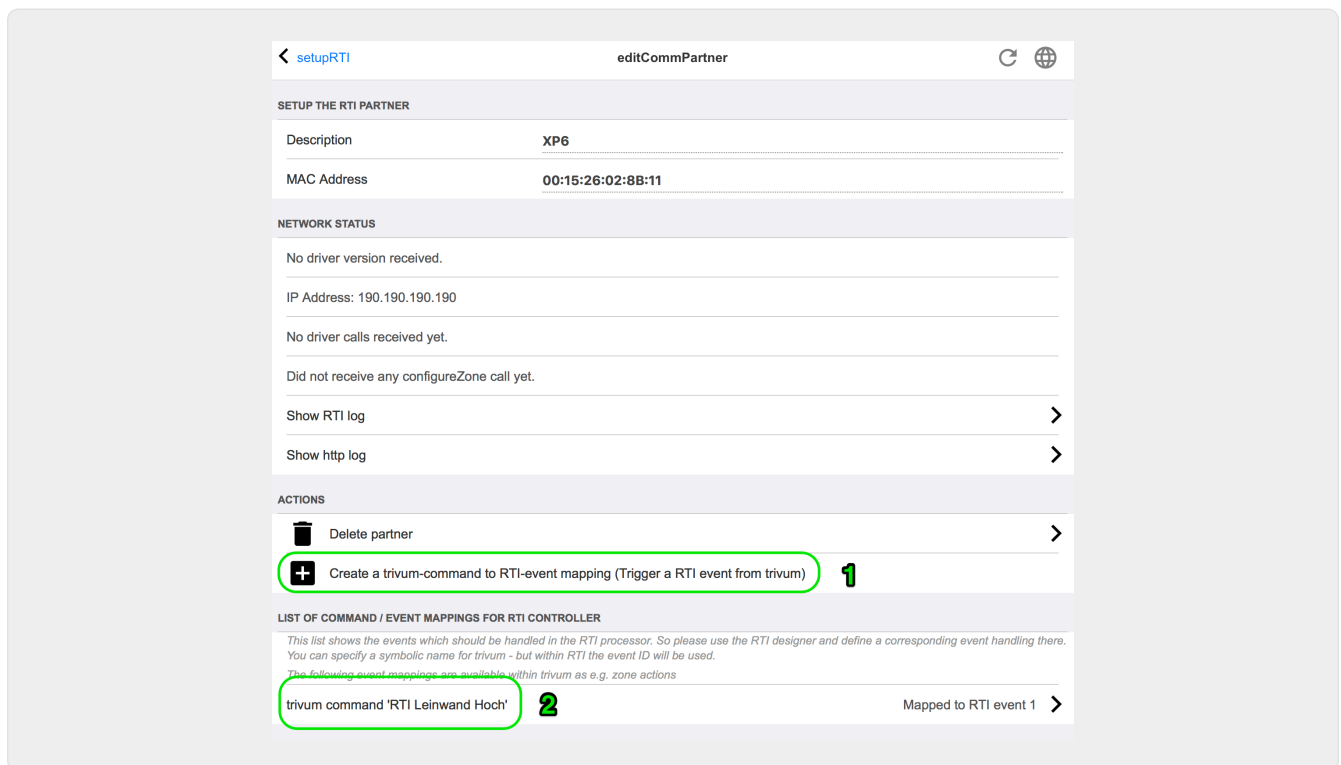 setupRTI
editCommPartner
SETUP THE RTI PARTNER
Description
XP6
MAC Address
00:15:26:02:8B:11
NETWORK STATUS
No driver version received.
IP Address: 190.190.190.190
No driver calls received yet.
Did not receive any configureZone call yet.
Show RTI log
Show http log
ACTIONS
Delete partner
Create a trivum-command to RTI-event mapping (Trigger a RTI event from trivum)
1
LIST OF COMMAND / EVENT MAPPINGS FOR RTI CONTROLLER
This list shows the events which should be handled in the RTI processor. So please use the RTI designer and define a corresponding event handling there.
You can specify a symbolic name for trivum - but within RTI the event ID will be used.
The following event mappings are available within trivum as e.g. zone actions
trivum command 'RTI Leinwand Hoch'
2
Mapped to RTI event 1